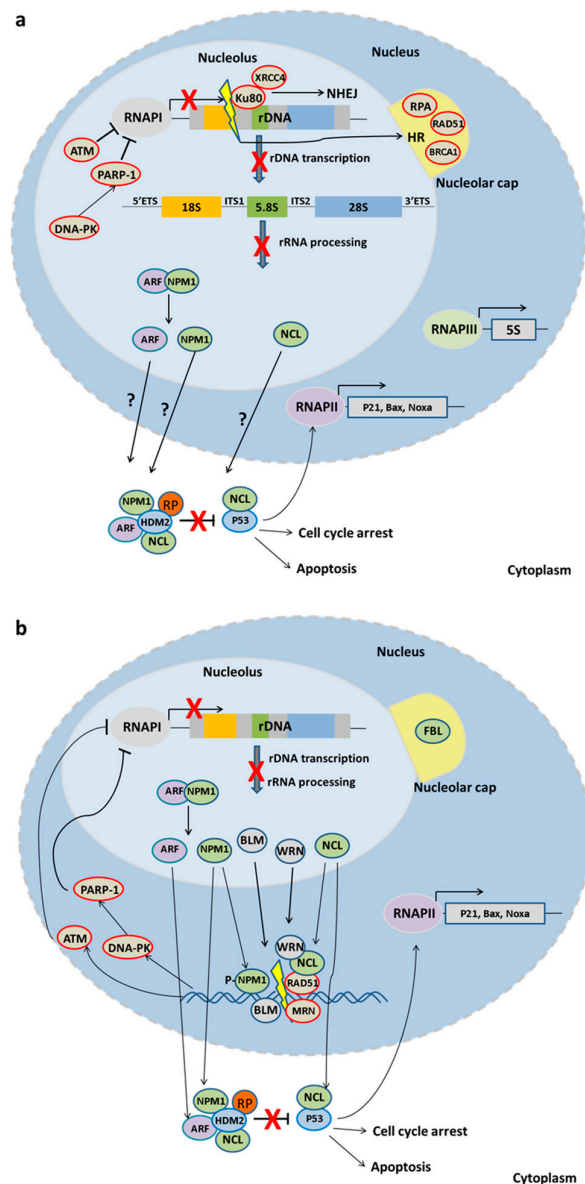 a
Nucleus
Nucleolus
XRCC4
Ku80
NHEJ
RPA
RNAPI
rDNA
RAD51
HR
ATM
BRCA1
rDNA transcription
PARP-1
Nucleolar cap
5'ETS
ITS1
ITS2
3'ETS
18S
5.8S
28S
DNA-PK
rRNA processing
ARF
NPM1
RNAPIII
5S
ARF
NPM1
NCL
RNAPII
P21, Bax, Noxa
?
?
?
NPM1
RP
NCL
ARF
HDM2
P53
NCL
Cell cycle arrest
Apoptosis
Cytoplasm
b
Nucleus
Nucleolus
RNAPI
rDNA
FBL
rDNA transcription
rRNA processing
Nucleolar cap
ARF
NPM1
ARF
NPM1
BLM
WRN
NCL
PARP-1
RNAPII
P21, Bax, Noxa
ATM
DNA-PK
WRN
NCL
P-NPM1
RAD51
BLM
MRN
NPM1
RP
NCL
ARF
HDM2
P53
NCL
Cell cycle arrest
Apoptosis
Cytoplasm